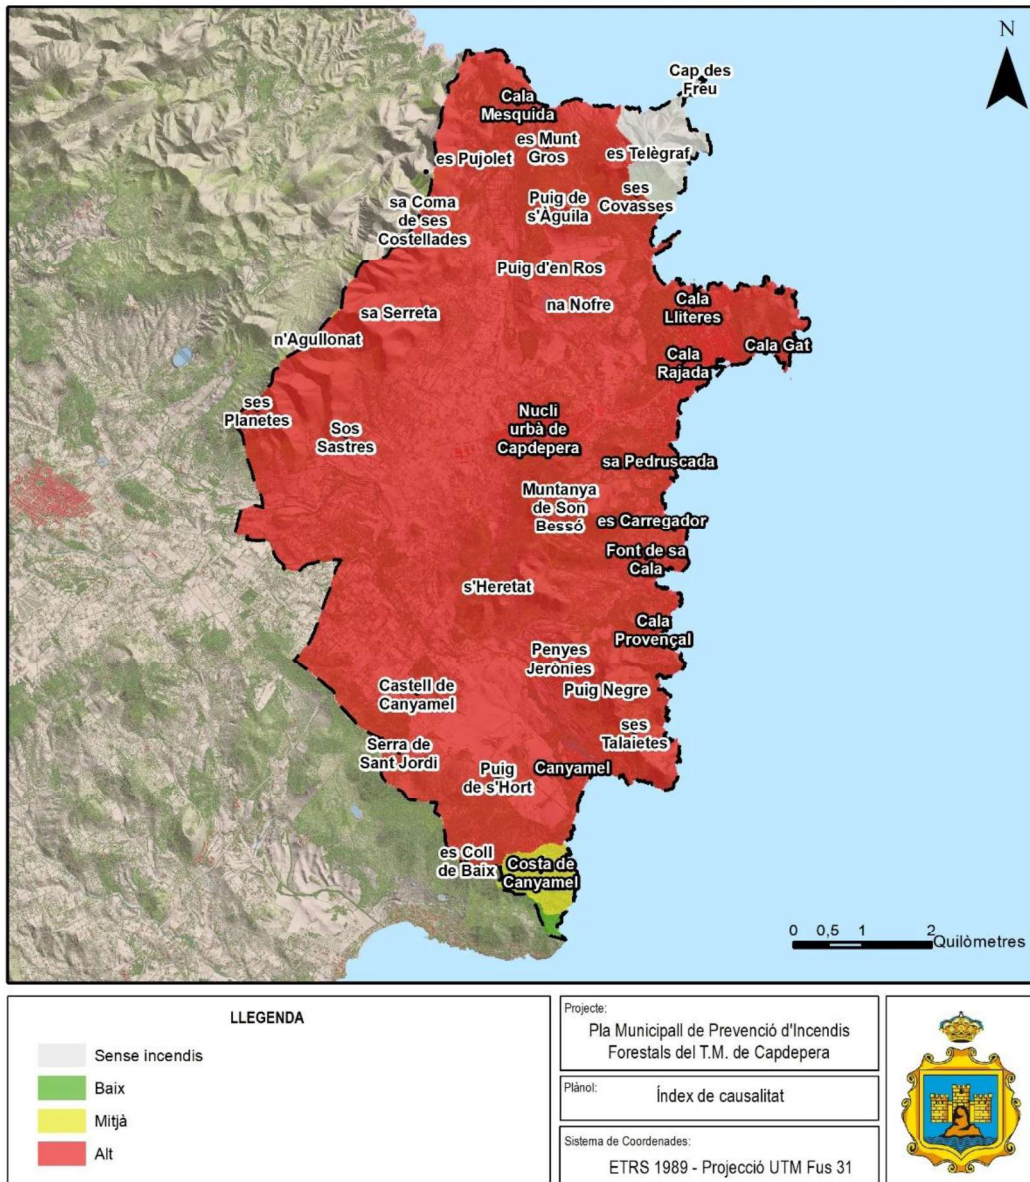 N
Cap des
Freu
Cala
Mesquida
es Munt
Gros
es Pujolet
es Telègraf
sa Coma
de ses
Costellades
Puig de
s'Àguila
ses
Covasses
Puig d'en Ros
na Nofre
sa Serreta
Cala
Lliteres
n'Agullonat
Cala Gat
Cala
Rajada
ses
Planetes
Sos
Sastres
Nucli
urbà de
Capdepera
sa Pedruscada
Muntanya
de Son
Bessó
es Carregador
Font de sa
Cala
s'Heretat
Cala
Provençal
Penyes
Jerònies
Castell de
Canyamel
Puig Negre
ses
Talaietes
Serra de
Sant Jordi
Puig
de s'Hort
Canyamel
es Coll
de Baix
Costa de
Canyamel
0 0,5 1 2
Quilòmetres
LLEGENDA
Sense incendis
Baix
Mitjà
Alt
Projecte:
Pla Municipall de Prevenció d'Incendis
Forestals del T.M. de Capdepera
Plànol:
Índex de causalitat
Sistema de Coordenades:
ETRS 1989 - Projecció UTM Fus 31